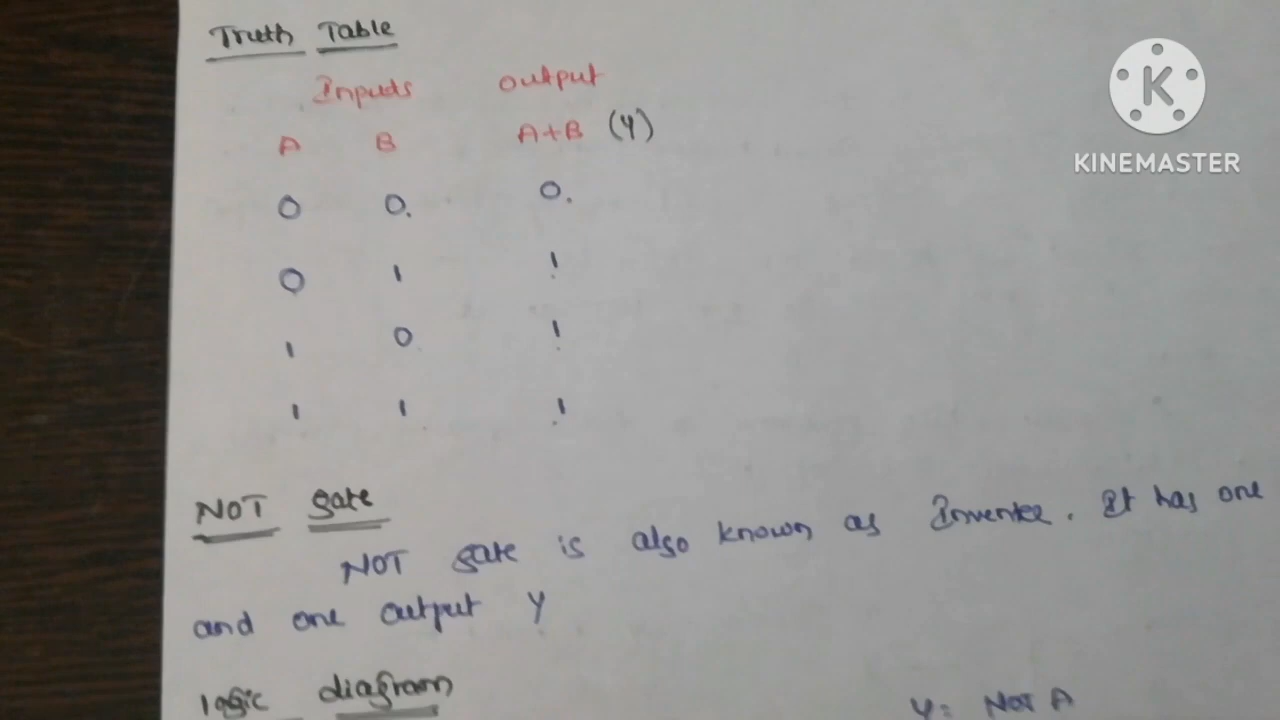 Truth Table
Inputs output
A B A+B (Y)
0 0. 0.
0 1 1
1 0 1
1 1 1
NOT gate
NOT gate is also known as Inverter. It has one
and one output Y
logic diagram
Y = NOT A
K
KINEMASTER